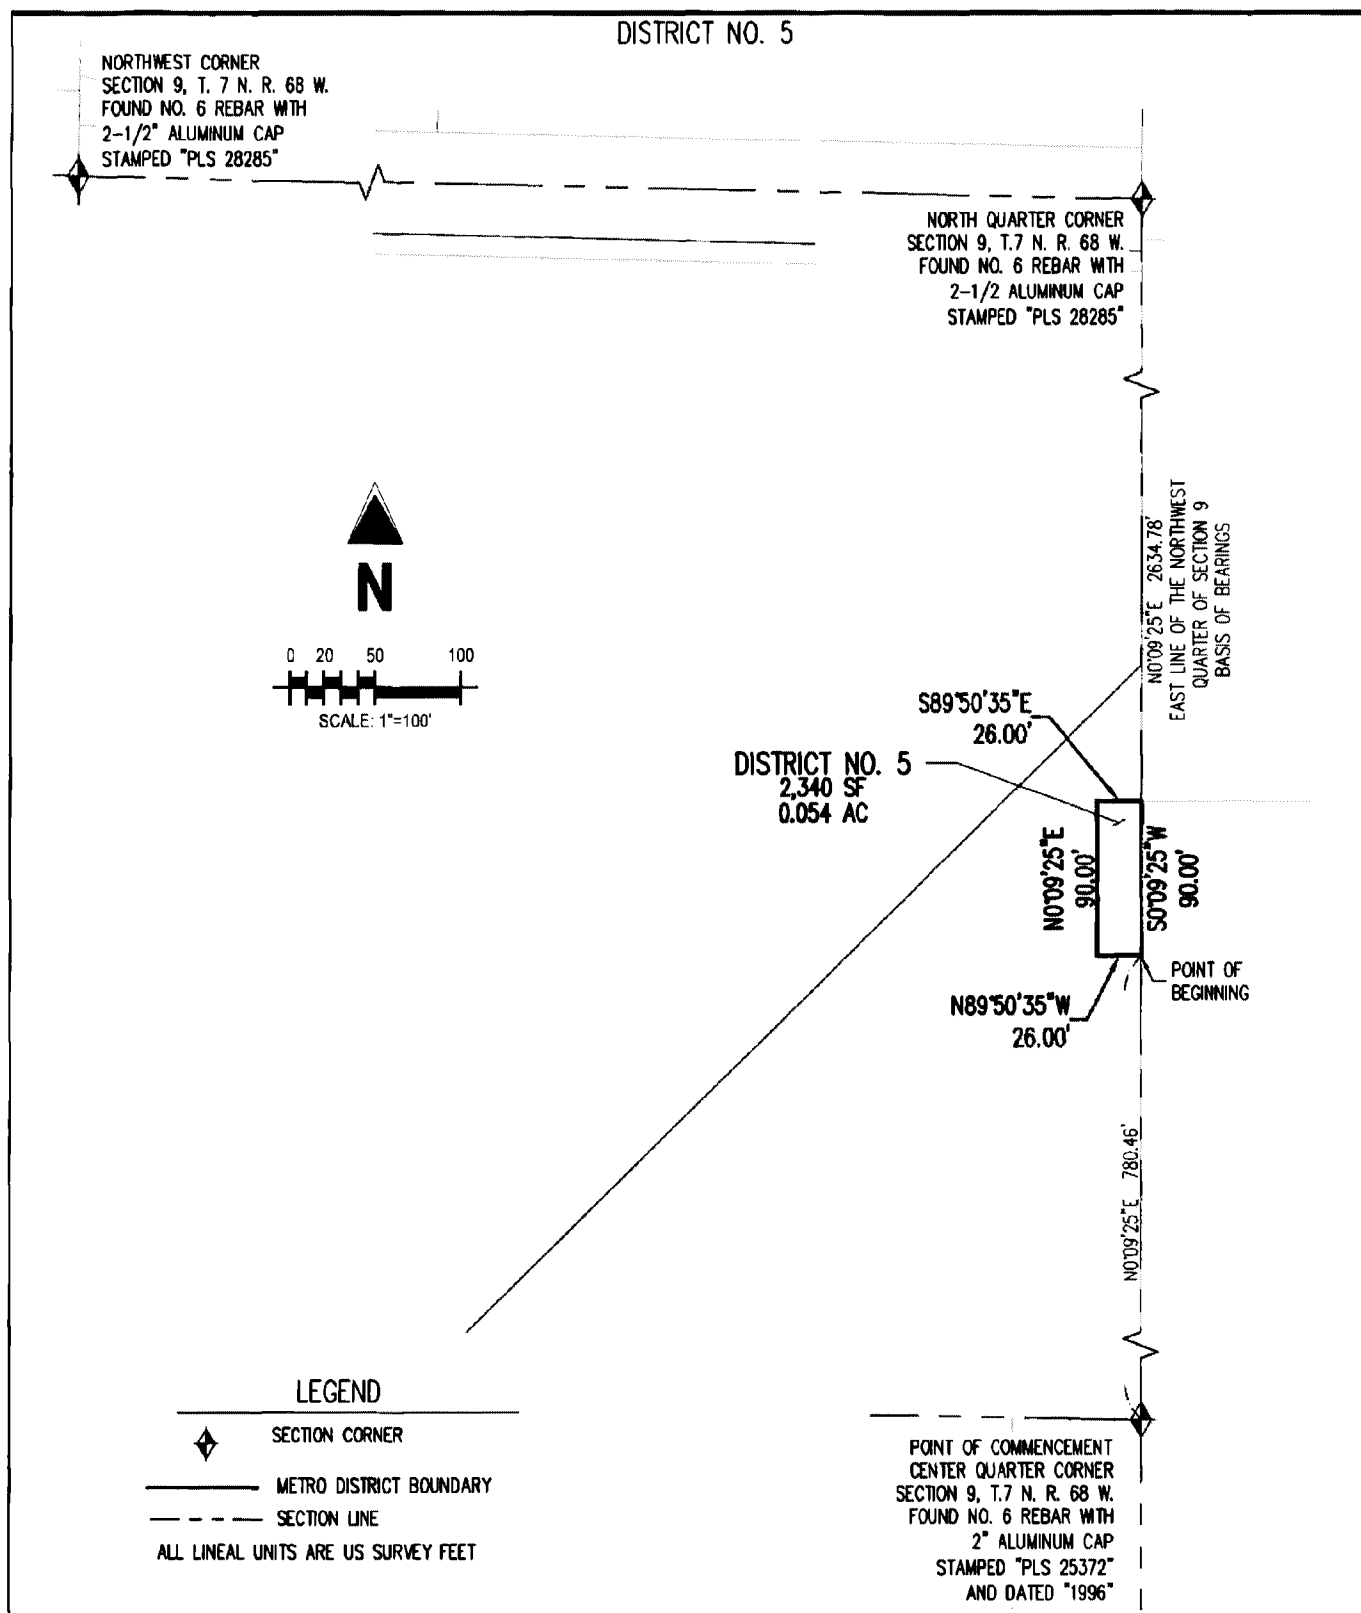 DISTRICT NO. 5
NORTHWEST CORNER
SECTION 9, T. 7 N. R. 68 W.
FOUND NO. 6 REBAR WITH
2-1/2" ALUMINUM CAP
STAMPED "PLS 28285"
NORTH QUARTER CORNER
SECTION 9, T.7 N. R. 68 W.
FOUND NO. 6 REBAR WITH
2-1/2 ALUMINUM CAP
STAMPED "PLS 28285"
N0°09'25"E 2634.78'
EAST LINE OF THE NORTHWEST
QUARTER OF SECTION 9
BASIS OF BEARINGS
N
0 20 50 100
SCALE: 1"=100'
S89°50'35"E
26.00'
DISTRICT NO. 5
2,340 SF
0.054 AC
N0°09'25"E
90.00'
S0°09'25"W
90.00'
POINT OF
BEGINNING
N89°50'35"W
26.00'
N0°09'25"E 780.46'
LEGEND
SECTION CORNER
METRO DISTRICT BOUNDARY
SECTION LINE
ALL LINEAL UNITS ARE US SURVEY FEET
POINT OF COMMENCEMENT
CENTER QUARTER CORNER
SECTION 9, T.7 N. R. 68 W.
FOUND NO. 6 REBAR WITH
2" ALUMINUM CAP
STAMPED "PLS 25372"
AND DATED "1996"